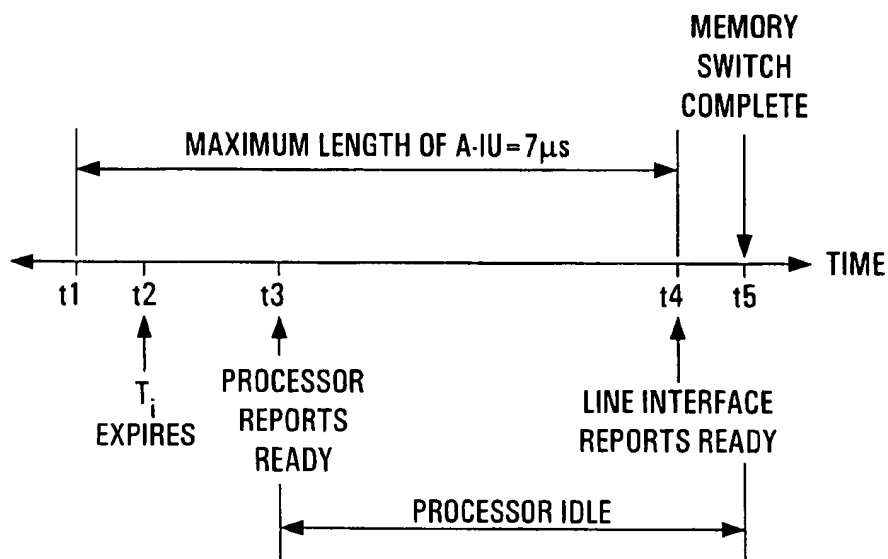 MEMORY
SWITCH
COMPLETE
MAXIMUM LENGTH OF A-IU=7µs
TIME
t1
t2
t3
t4
t5
Ti
EXPIRES
PROCESSOR
REPORTS
READY
LINE INTERFACE
REPORTS READY
PROCESSOR IDLE